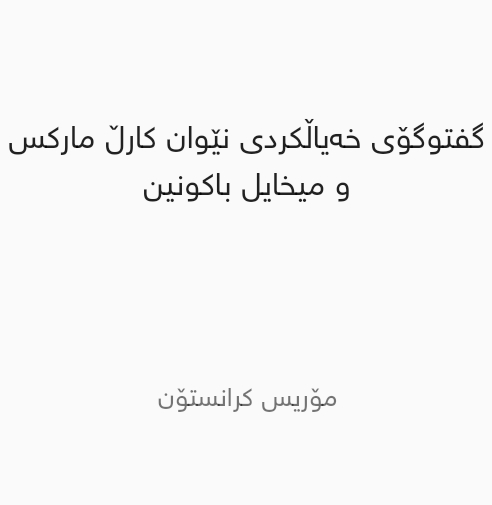 گفتوگۆی خەیاڵکردی نێوان کارڵ مارکس
و میخایل باکونین
مۆریس کرانستۆن